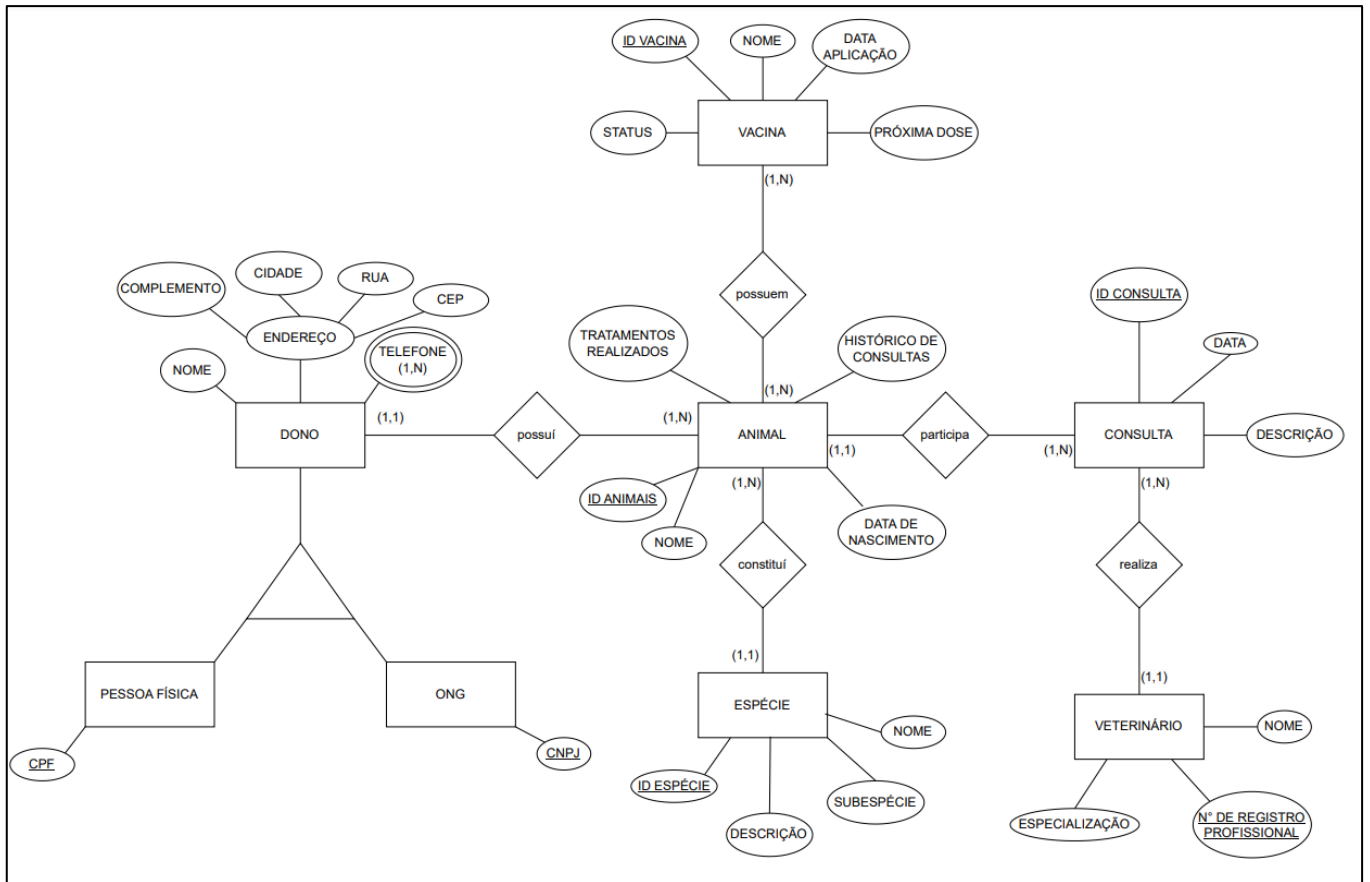 ID VACINA
NOME
DATA
APLICAÇÃO
STATUS
VACINA
PRÓXIMA DOSE
(1,N)
possuem
(1,N)
COMPLEMENTO
CIDADE
RUA
CEP
ENDEREÇO
NOME
TELEFONE
(1,N)
DONO
(1,1)
possuí
(1,N)
TRATAMENTOS
REALIZADOS
HISTÓRICO DE
CONSULTAS
ANIMAL
(1,1)
participa
(1,N)
ID CONSULTA
DATA
CONSULTA
DESCRIÇÃO
ID ANIMAIS
NOME
(1,N)
DATA DE
NASCIMENTO
constituí
(1,1)
(1,N)
realiza
(1,1)
PESSOA FÍSICA
ONG
CPF
CNPJ
ESPÉCIE
NOME
ID ESPÉCIE
DESCRIÇÃO
SUBESPÉCIE
VETERINÁRIO
NOME
ESPECIALIZAÇÃO
N° DE REGISTRO
PROFISSIONAL